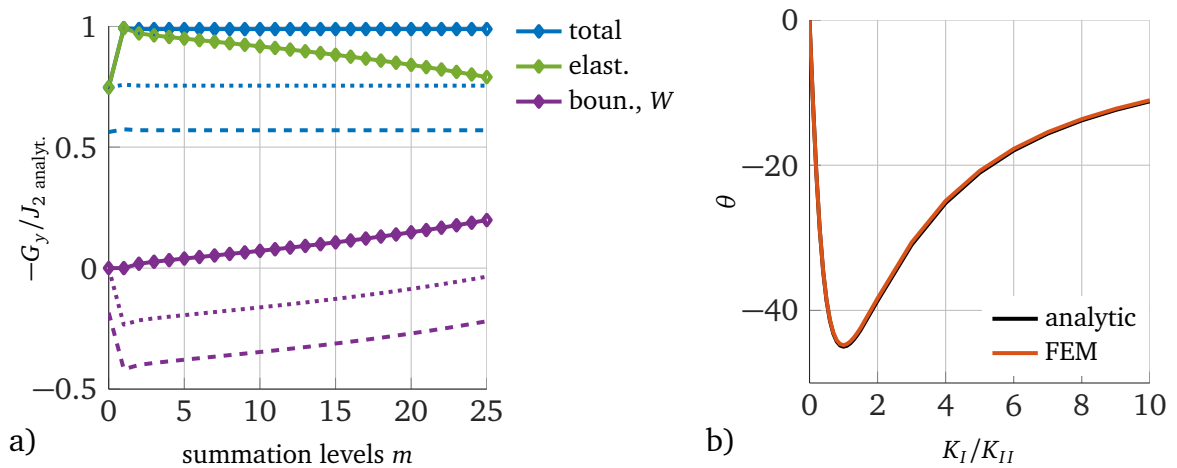 1
0.5
0
−0.5
−G_y/J_2 analyt.
0 5 10 15 20 25
summation levels m
total
elast.
boun., W
a)
0
−20
−40
θ
0 2 4 6 8 10
K_I/K_II
analytic
FEM
b)